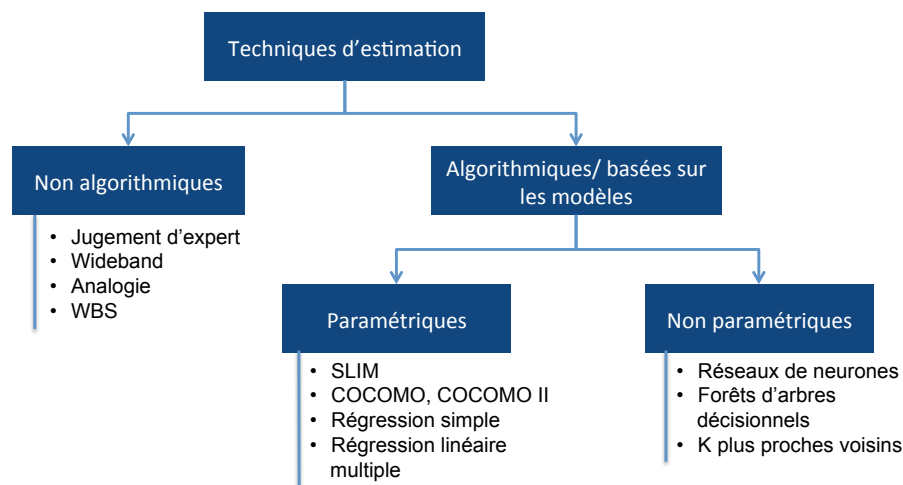 Techniques d'estimation
Non algorithmiques
• Jugement d'expert
• Wideband
• Analogie
• WBS
Algorithmiques/ basées sur
les modèles
Paramétriques
• SLIM
• COCOMO, COCOMO II
• Régression simple
• Régression linéaire
multiple
Non paramétriques
• Réseaux de neurones
• Forêts d'arbres
décisionnels
• K plus proches voisins